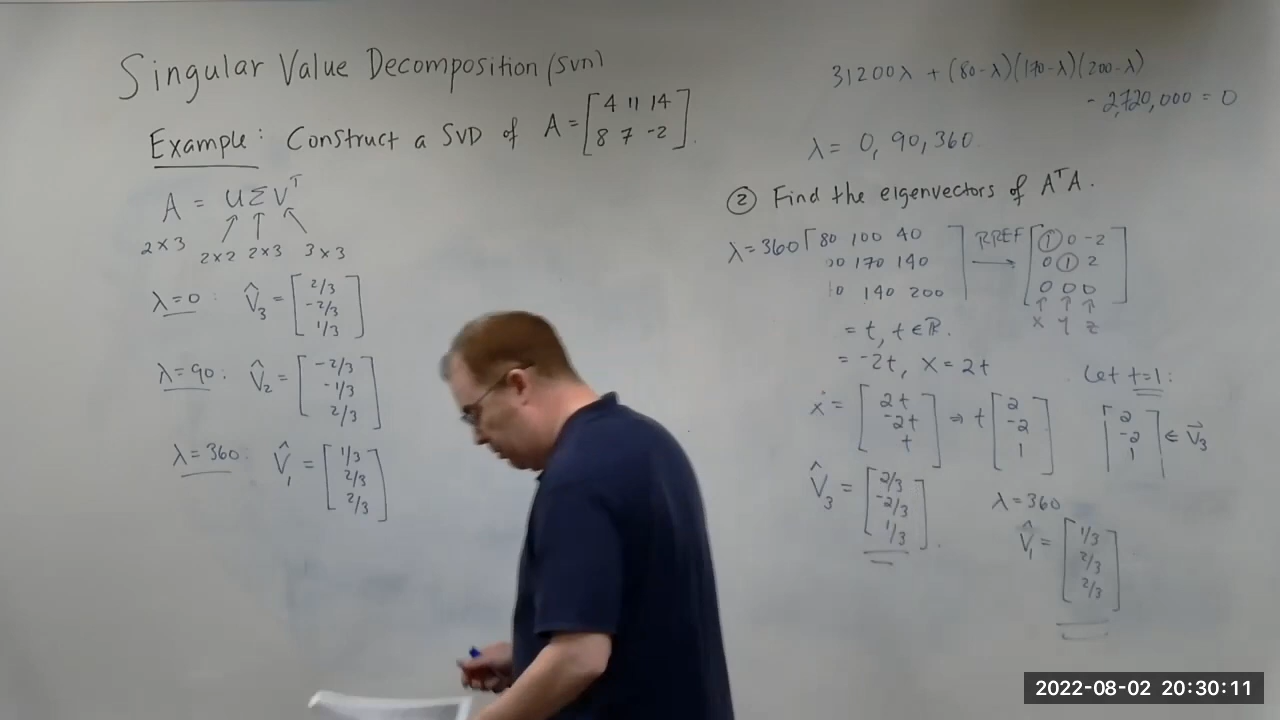 Singular Value Decomposition (SVD)
Example: Construct a SVD of A = [4 11 14
8 7 -2].
A = U Σ Vᵀ
2×3 2×2 2×3 3×3
λ=0: V̂₃ = [2/3
-2/3
1/3]
λ=90: V̂₂ = [-2/3
-1/3
2/3]
λ=360: V̂₁ = [1/3
2/3
2/3]
31200λ + (80-λ)(170-λ)(200-λ)
- 2,720,000 = 0
λ = 0, 90, 360
② Find the eigenvectors of AᵀA.
λ=360 [80 100 40 ] RREF → [1 0 -2
170 140 0 1 2
140 200] 0 0 0]
x y z
= t, t ∈ ℝ.
= -2t, x = 2t
Let t=1:
x = [2t
-2t
t] ⇒ t [2
-2
1]
[2
-2
1] ∈ V⃗₃
V̂₃ = [2/3
-2/3
1/3].
λ=360
V̂₁ = [1/3
2/3
2/3]
2022-08-02 20:30:11